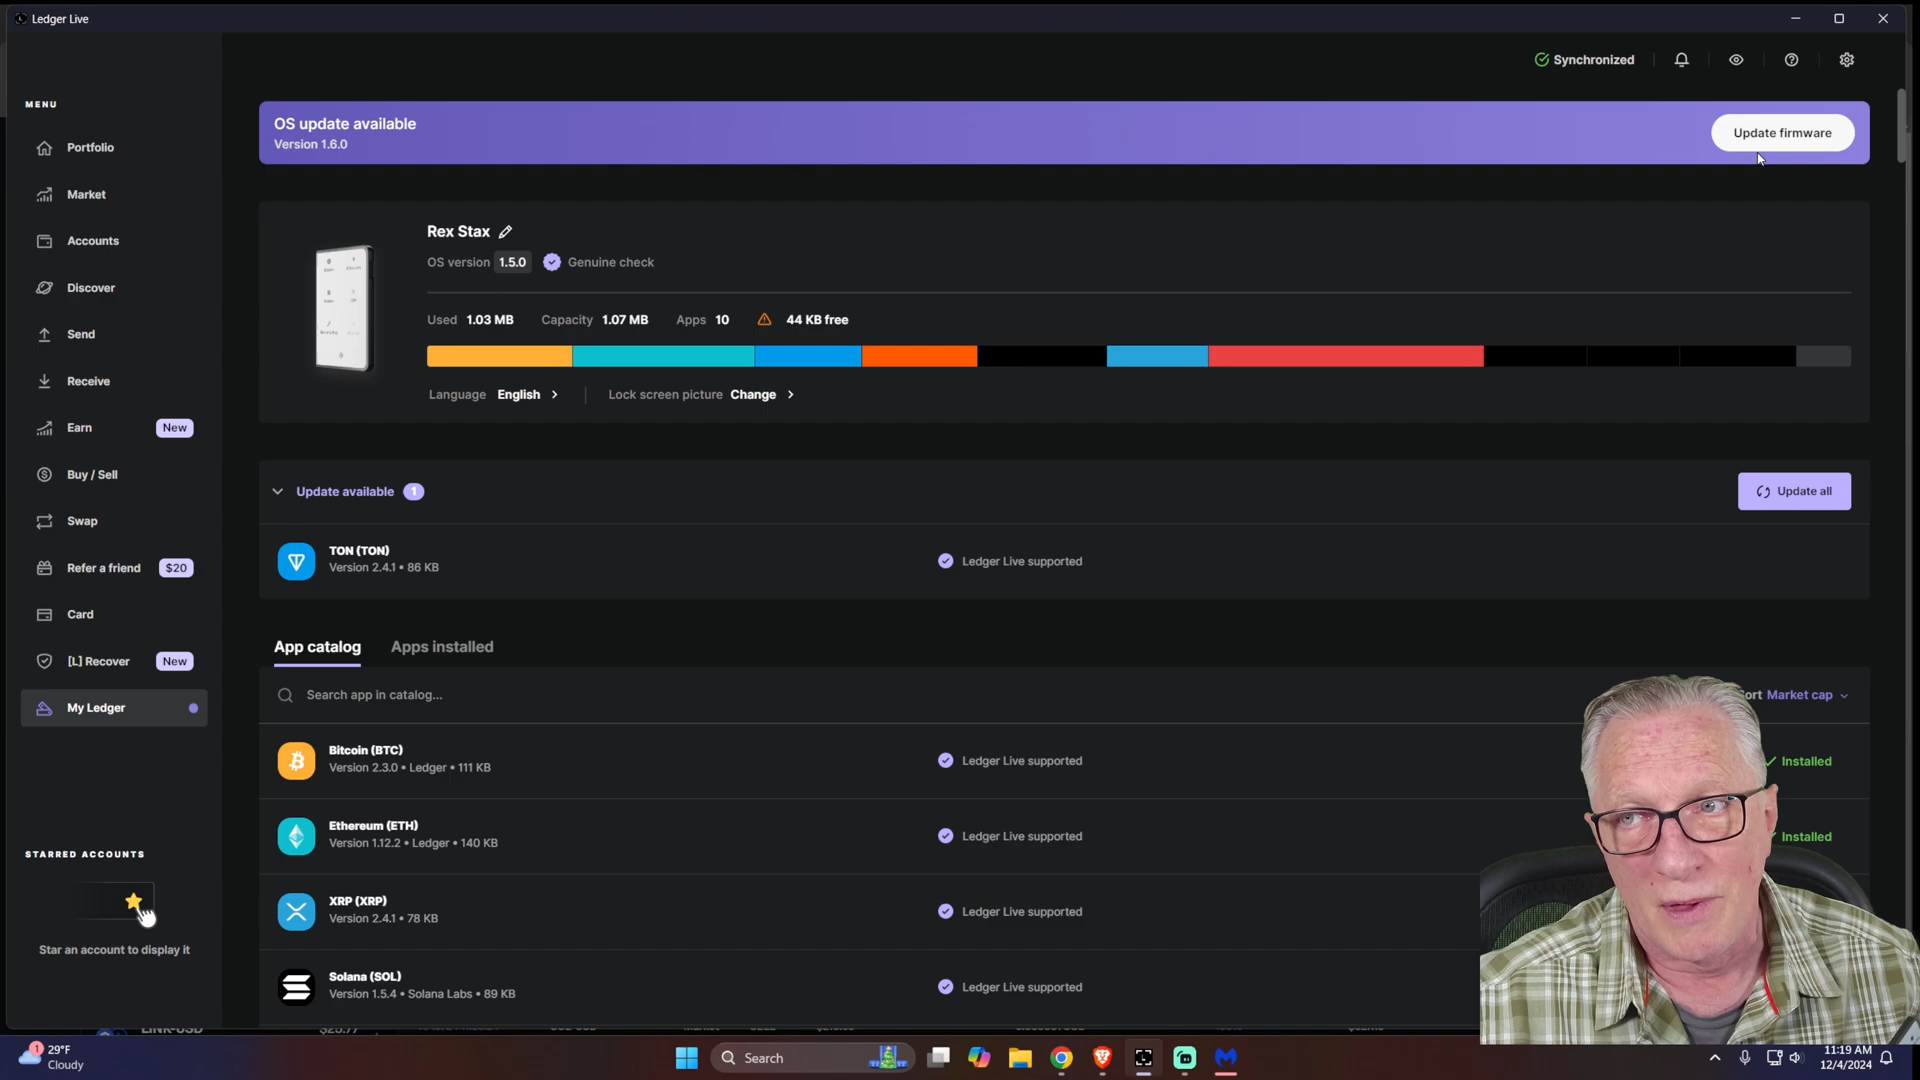 Ledger Live
Synchronized
MENU
Portfolio
Market
Accounts
Discover
Send
Receive
Earn New
Buy / Sell
Swap
Refer a friend $20
Card
[L] Recover New
My Ledger
STARRED ACCOUNTS
Star an account to display it
OS update available
Version 1.6.0
Update firmware
Rex Stax
OS version 1.5.0 Genuine check
Used 1.03 MB Capacity 1.07 MB Apps 10 44 KB free
Language English Lock screen picture Change
Update available 1
Update all
TON (TON)
Version 2.4.1 • 86 KB
Ledger Live supported
App catalog Apps installed
Search app in catalog...
Sort Market cap
Bitcoin (BTC)
Version 2.3.0 • Ledger • 111 KB
Ledger Live supported
Installed
Ethereum (ETH)
Version 1.12.2 • Ledger • 140 KB
Ledger Live supported
Installed
XRP (XRP)
Version 2.4.1 • 78 KB
Ledger Live supported
Solana (SOL)
Version 1.5.4 • Solana Labs • 89 KB
Ledger Live supported
LINK-USD
1
29°F
Cloudy
Search
11:19 AM
12/4/2024